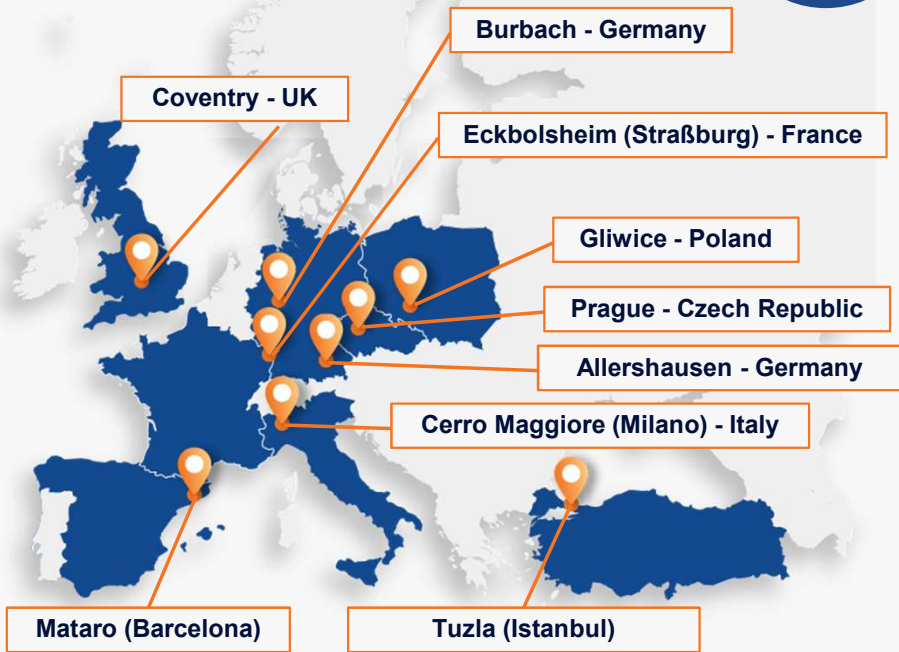 Burbach - Germany
Coventry - UK
Eckbolsheim (Straßburg) - France
Gliwice - Poland
Prague - Czech Republic
Allershausen - Germany
Cerro Maggiore (Milano) - Italy
Mataro (Barcelona)
Tuzla (Istanbul)